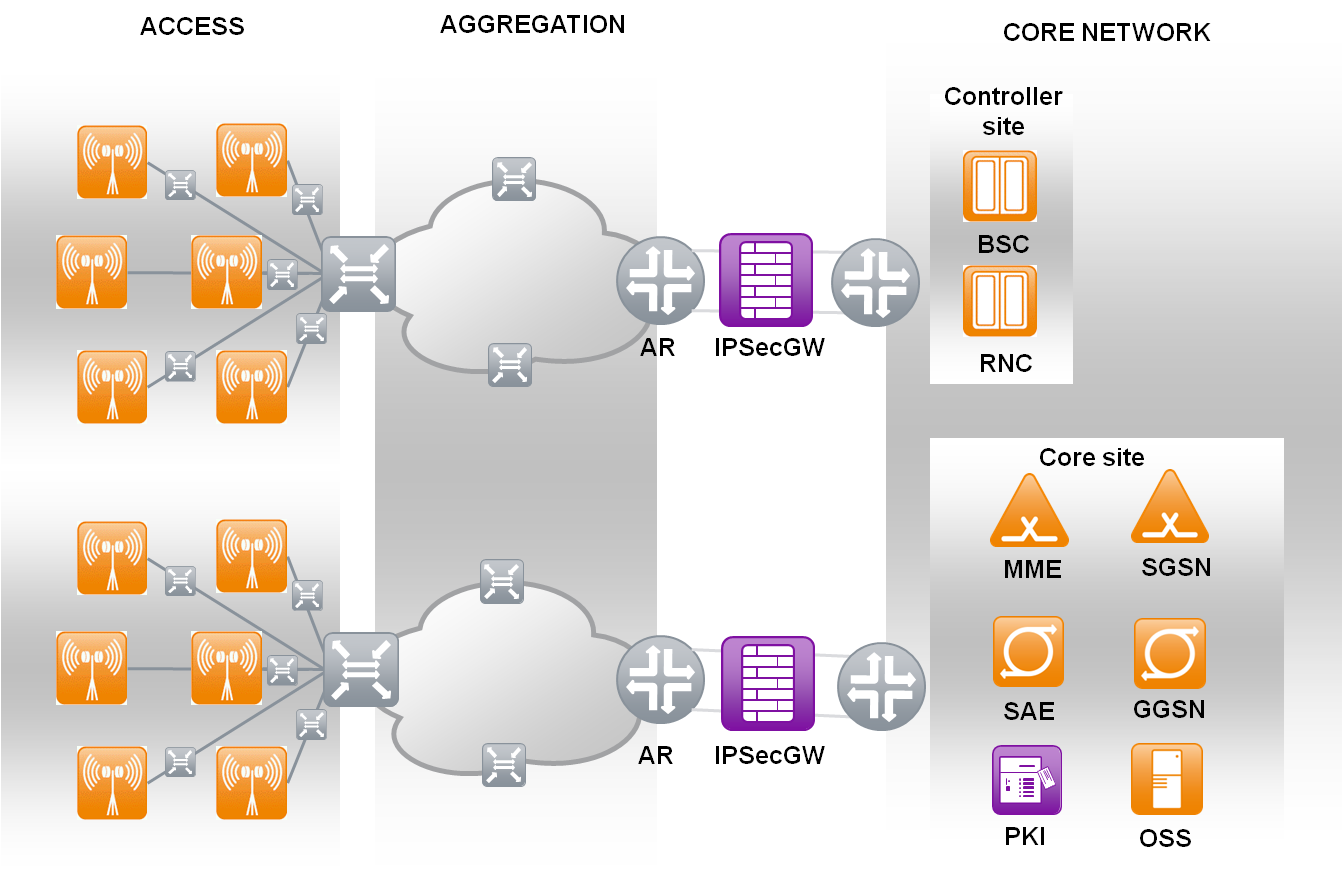 ACCESS
AGGREGATION
CORE NETWORK
Controller
site
BSC
RNC
AR
IPSecGW
Core site
MME
SGSN
SAE
GGSN
AR
IPSecGW
PKI
OSS